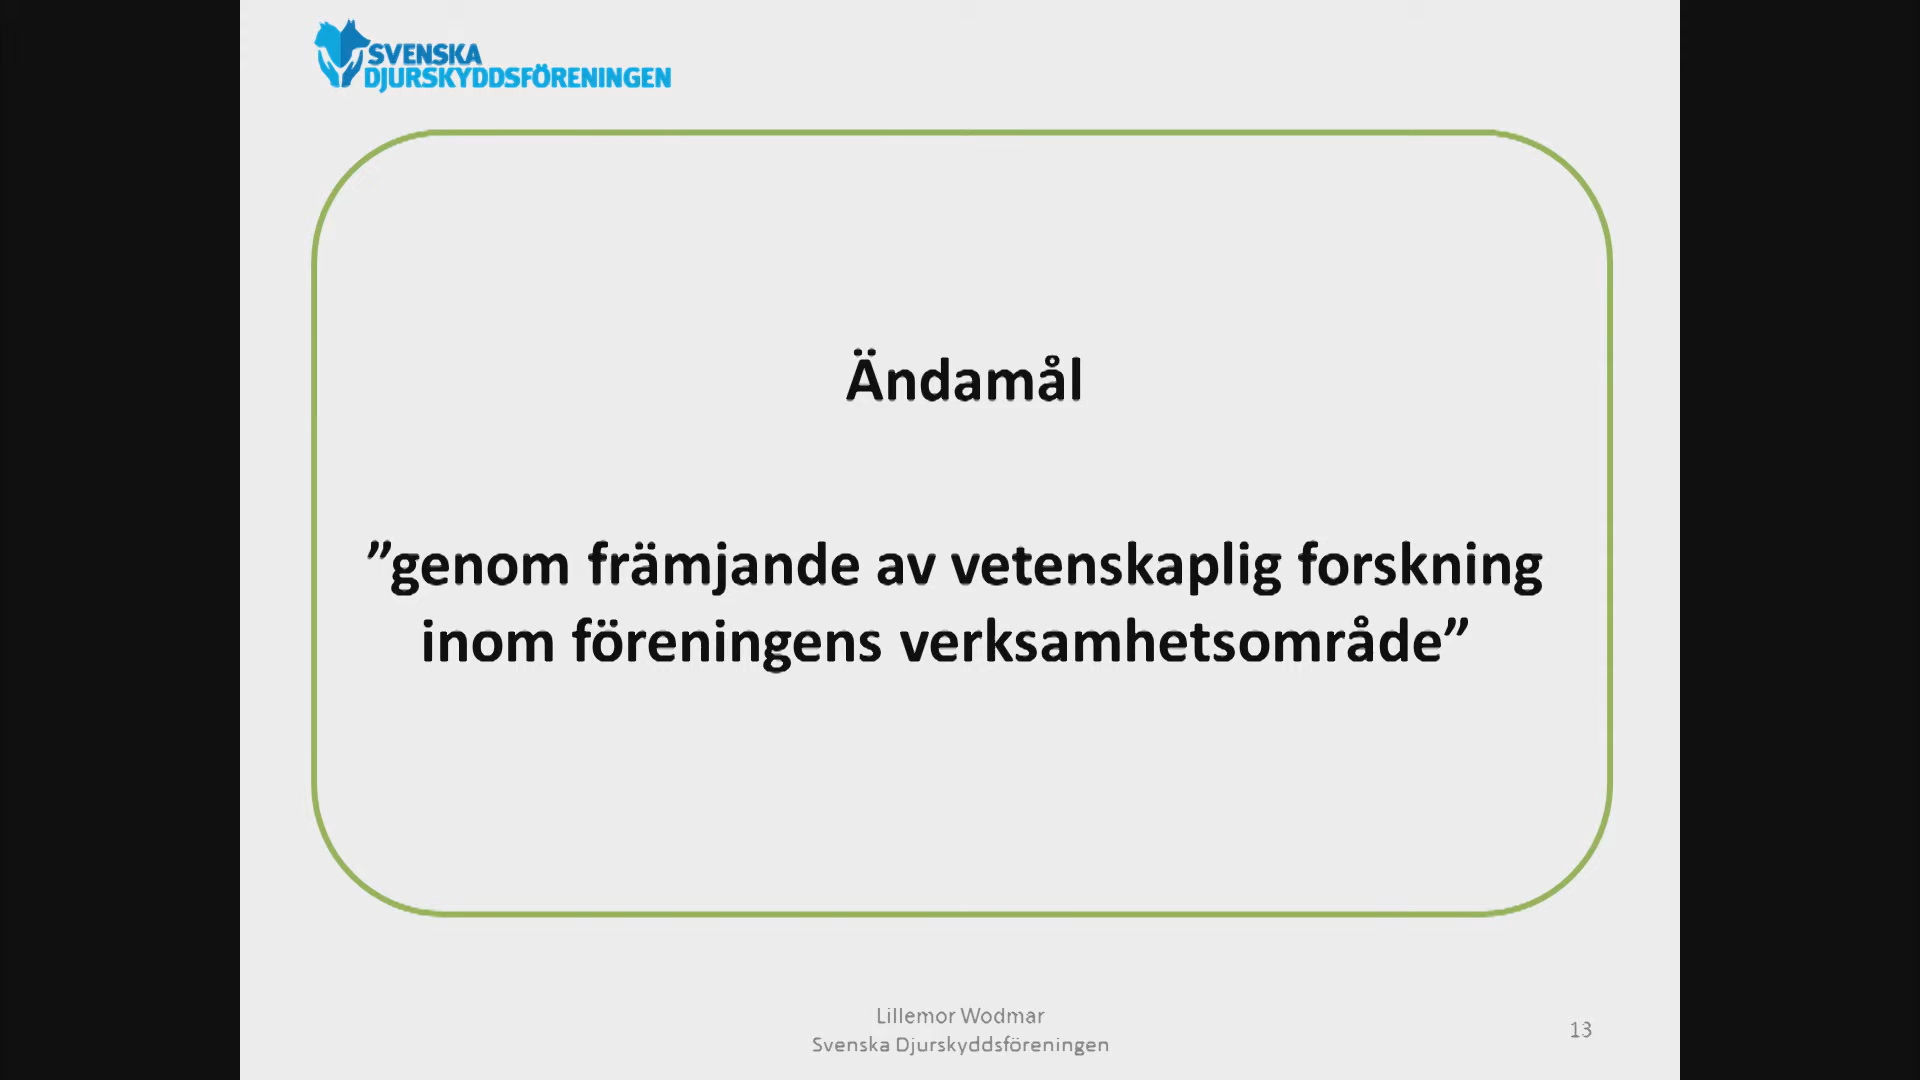 SVENSKA
DJURSKYDDSFÖRENINGEN
Ändamål
”genom främjande av vetenskaplig forskning
inom föreningens verksamhetsområde”
Lillemor Wodmar
Svenska Djurskyddsföreningen
13